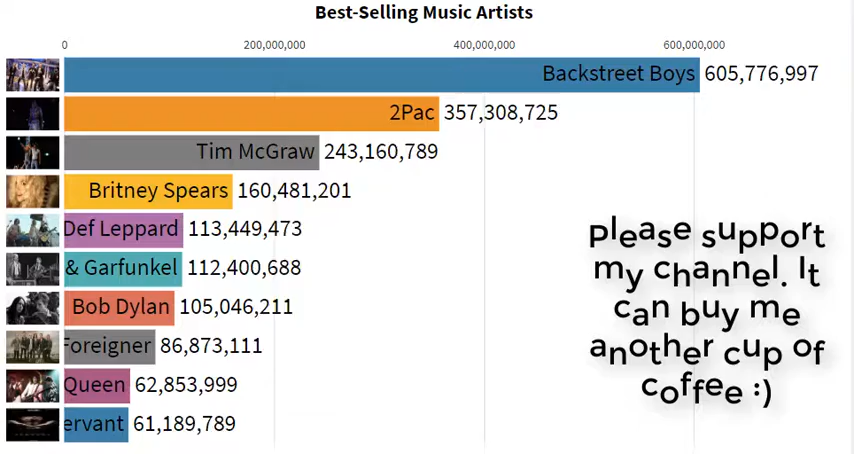 Best-Selling Music Artists
0 200,000,000 400,000,000 600,000,000
Backstreet Boys 605,776,997
2Pac 357,308,725
Tim McGraw 243,160,789
Britney Spears 160,481,201
Def Leppard 113,449,473
& Garfunkel 112,400,688
Bob Dylan 105,046,211
Foreigner 86,873,111
Queen 62,853,999
ervant 61,189,789
Please support
my channel. It
can buy me
another cup of
coffee :)